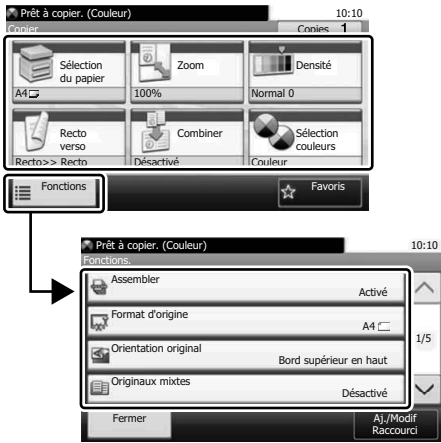 Prêt à copier. (Couleur) 10:10
Copier Copies 1
Sélection du papier
A4
Zoom
100%
Densité
Normal 0
Recto verso
Recto>> Recto
Combiner
Désactivé
Sélection couleurs
Couleur
Fonctions Favoris
Prêt à copier. (Couleur) 10:10
Fonctions.
Assembler
Activé
Format d'origine
A4
1/5
Orientation original
Bord supérieur en haut
Originaux mixtes
Désactivé
Fermer
Aj./Modif
Raccourci